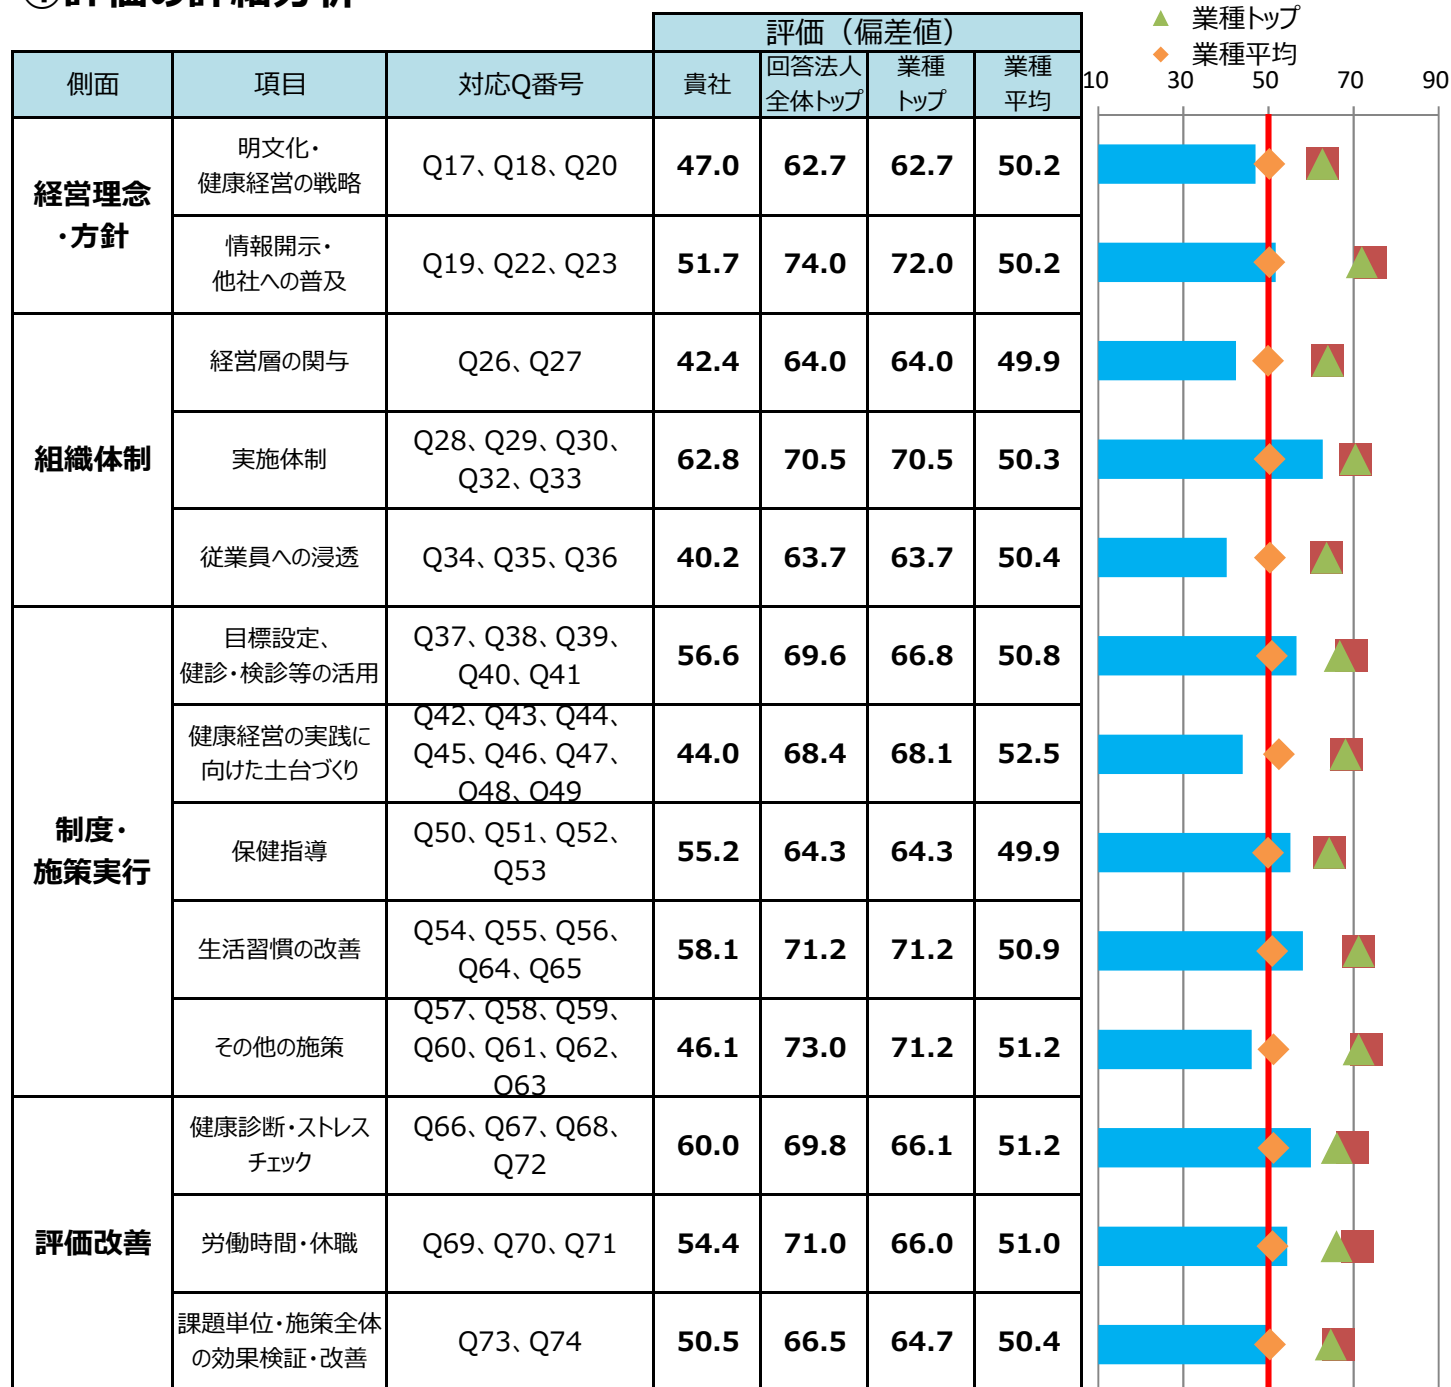 ①評価の詳細分析
▲ 業種トップ
◆ 業種平均
評価（偏差値）
側面 項目 対応Q番号 貴社 回答法人 業種 業種
全体トップ トップ 平均
10 30 50 70 90
経営理念
・方針
明文化・
健康経営の戦略
Q17、Q18、Q20 47.0 62.7 62.7 50.2
情報開示・
他社への普及
Q19、Q22、Q23 51.7 74.0 72.0 50.2
組織体制
経営層の関与 Q26、Q27 42.4 64.0 64.0 49.9
実施体制
Q28、Q29、Q30、
Q32、Q33
62.8 70.5 70.5 50.3
従業員への浸透 Q34、Q35、Q36 40.2 63.7 63.7 50.4
制度・
施策実行
目標設定、
健診・検診等の活用
Q37、Q38、Q39、
Q40、Q41
56.6 69.6 66.8 50.8
健康経営の実践に
向けた土台づくり
Q42、Q43、Q44、
Q45、Q46、Q47、
Q48、Q49
44.0 68.4 68.1 52.5
保健指導
Q50、Q51、Q52、
Q53
55.2 64.3 64.3 49.9
生活習慣の改善
Q54、Q55、Q56、
Q64、Q65
58.1 71.2 71.2 50.9
その他の施策
Q57、Q58、Q59、
Q60、Q61、Q62、
Q63
46.1 73.0 71.2 51.2
評価改善
健康診断・ストレス
チェック
Q66、Q67、Q68、
Q72
60.0 69.8 66.1 51.2
労働時間・休職 Q69、Q70、Q71 54.4 71.0 66.0 51.0
課題単位・施策全体
の効果検証・改善
Q73、Q74 50.5 66.5 64.7 50.4